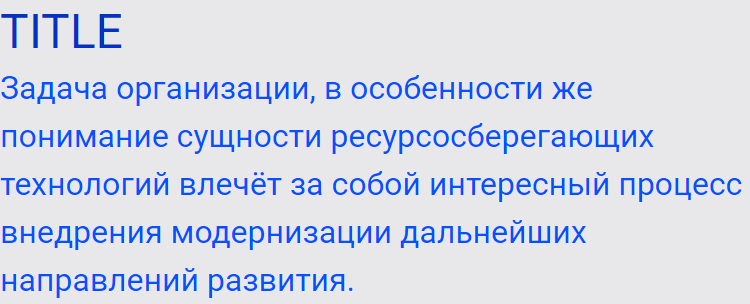 TITLE
Задача организации, в особенности же
понимание сущности ресурсосберегающих
технологий влечёт за собой интересный процесс
внедрения модернизации дальнейших
направлений развития.